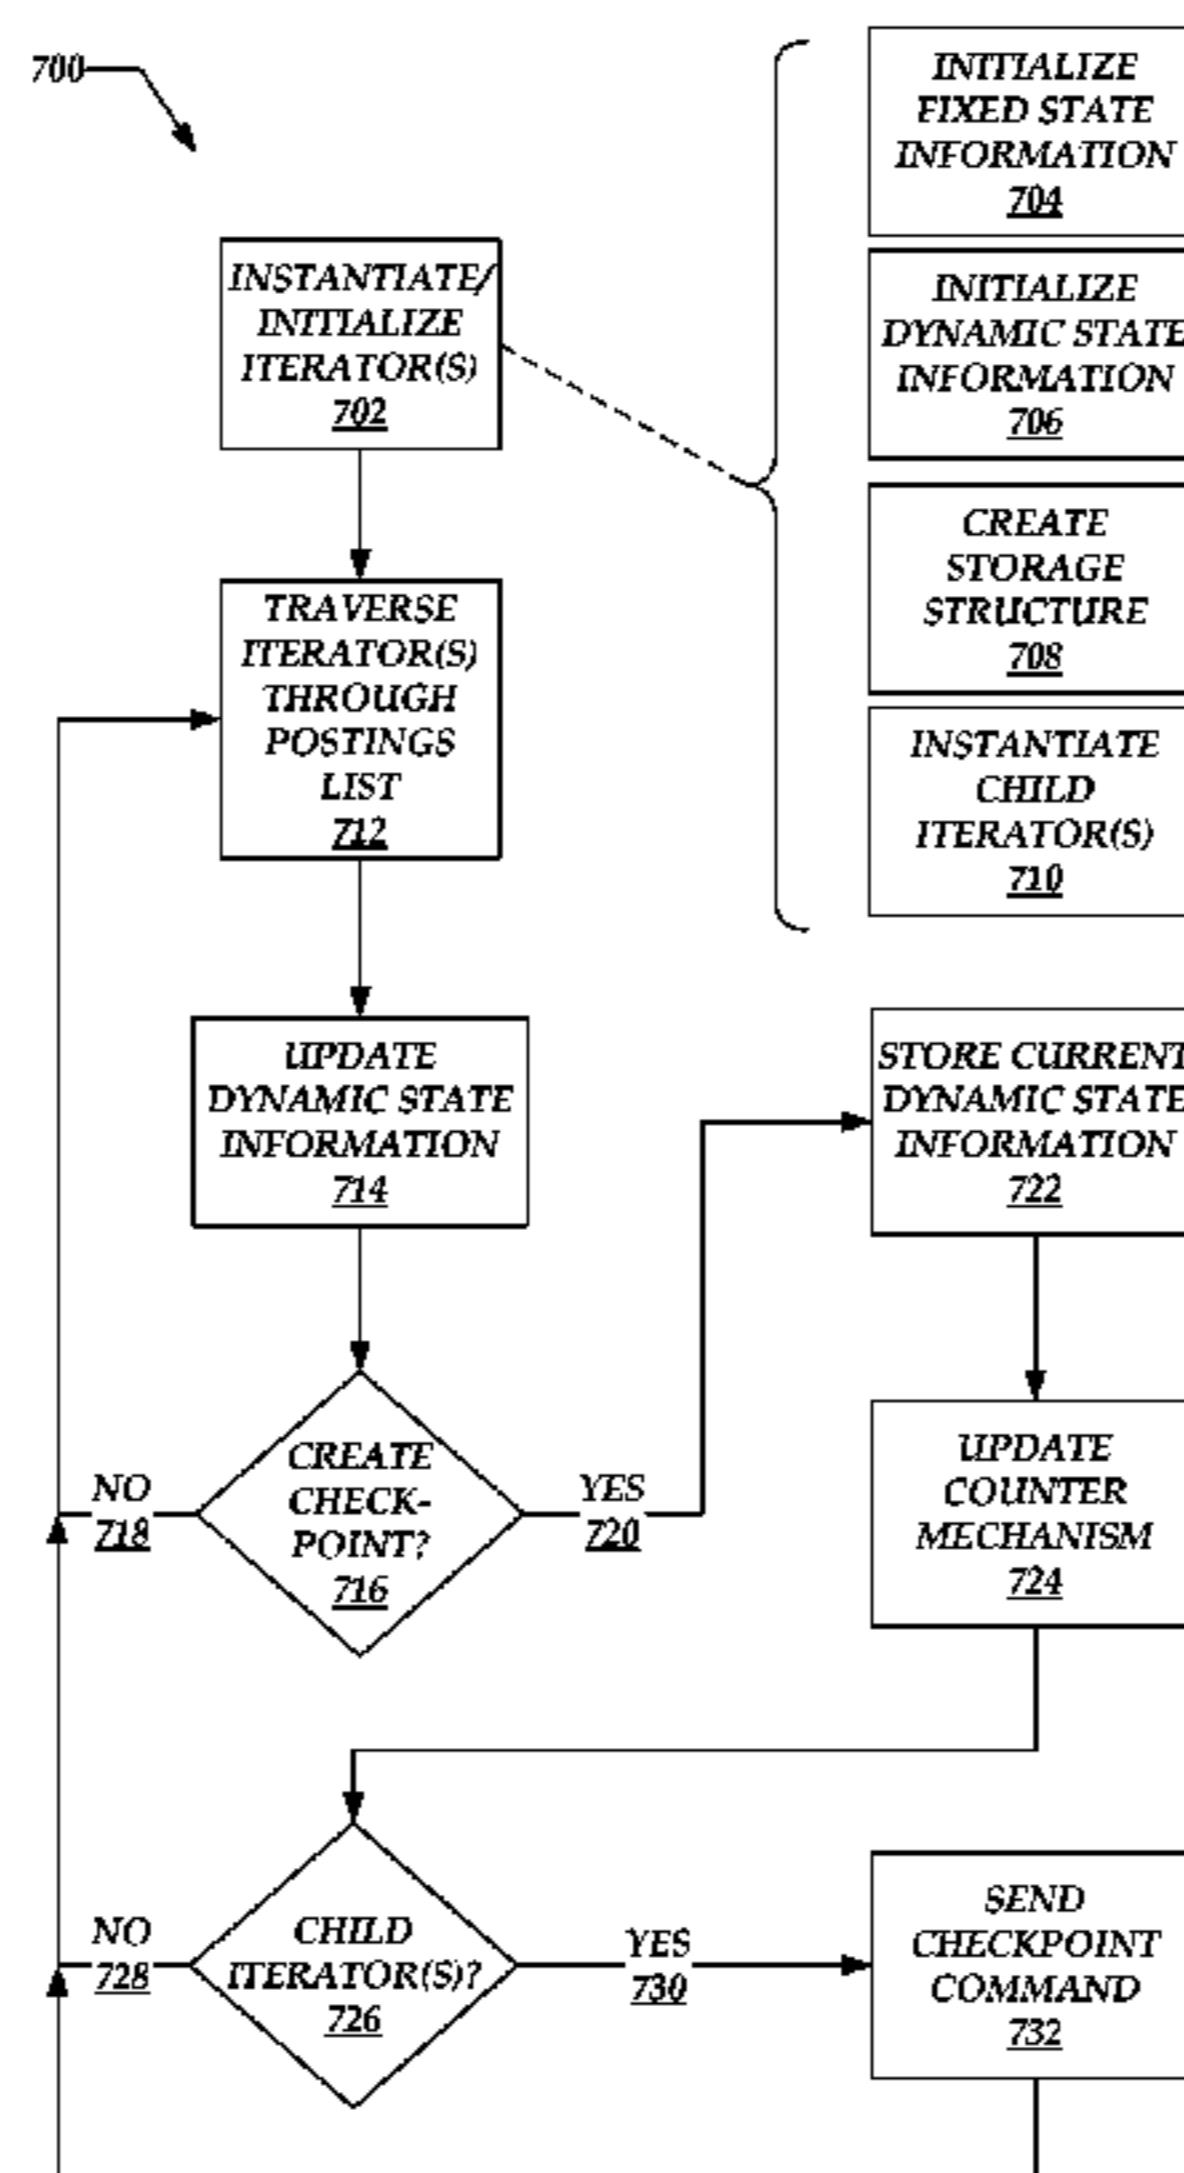 700
INSTANTIATE/
INITIALIZE
ITERATOR(S)
702
INITIALIZE
FIXED STATE
INFORMATION
704
INITIALIZE
DYNAMIC STATE
INFORMATION
706
CREATE
STORAGE
STRUCTURE
708
INSTANTIATE
CHILD
ITERATOR(S)
710
TRAVERSE
ITERATOR(S)
THROUGH
POSTINGS
LIST
712
UPDATE
DYNAMIC STATE
INFORMATION
714
CREATE
CHECK-
POINT?
716
NO
718
YES
720
STORE CURRENT
DYNAMIC STATE
INFORMATION
722
UPDATE
COUNTER
MECHANISM
724
CHILD
ITERATOR(S)?
726
NO
728
YES
730
SEND
CHECKPOINT
COMMAND
732